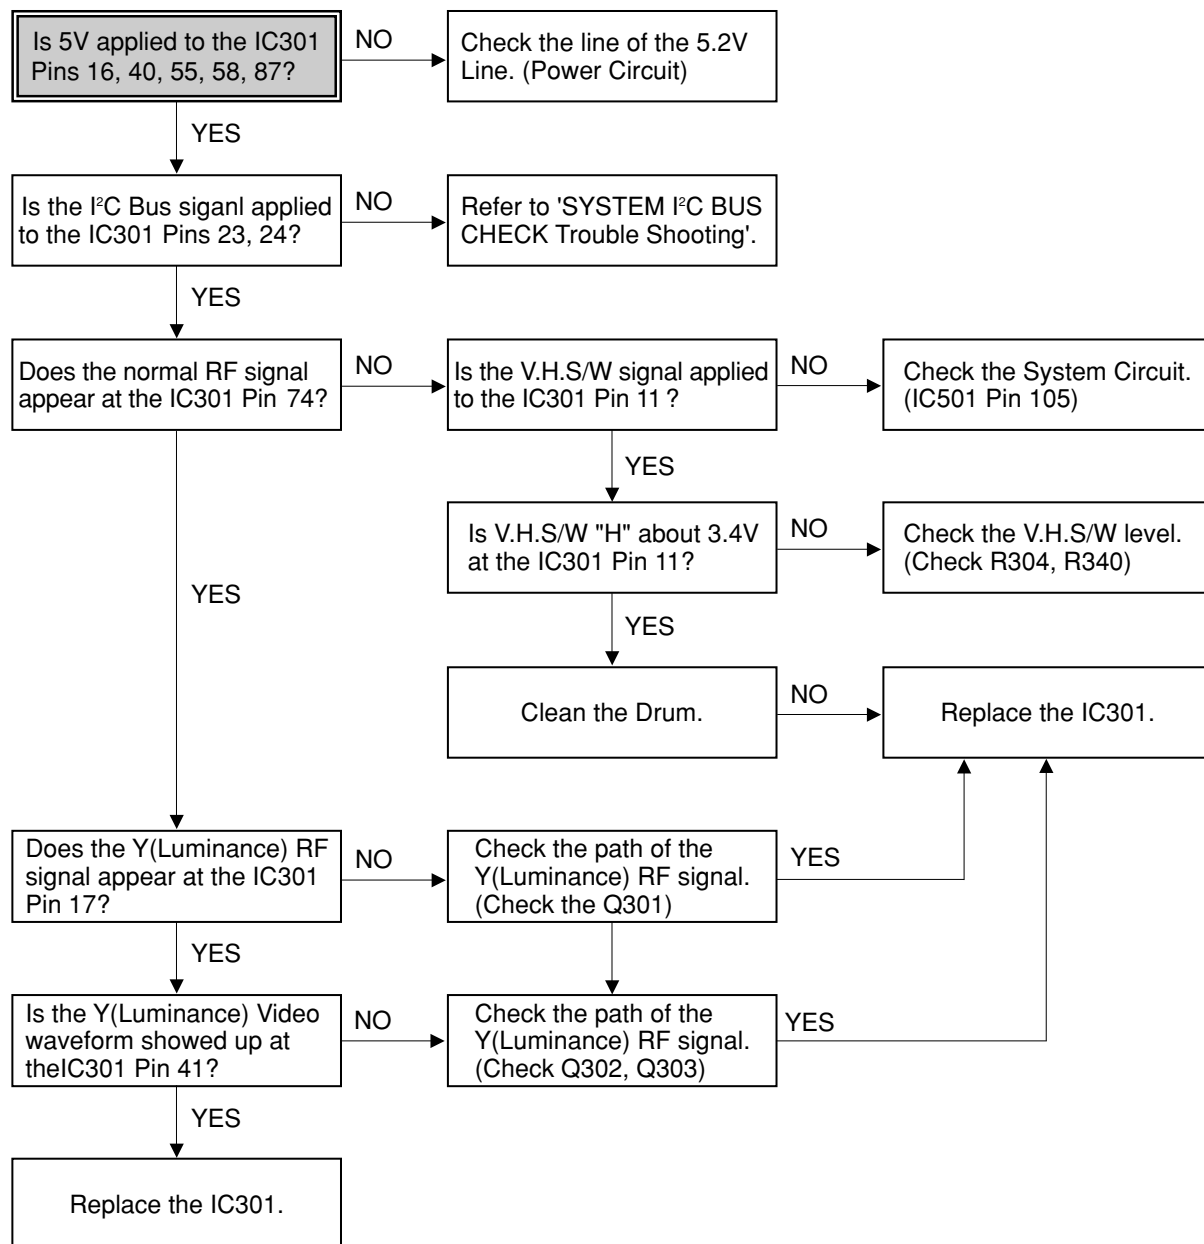 Is 5V applied to the IC301
Pins 16, 40, 55, 58, 87?
NO
Check the line of the 5.2V
Line. (Power Circuit)
YES
Is the I²C Bus siganl applied
to the IC301 Pins 23, 24?
NO
Refer to 'SYSTEM I²C BUS
CHECK Trouble Shooting'.
YES
Does the normal RF signal
appear at the IC301 Pin 74?
NO
Is the V.H.S/W signal applied
to the IC301 Pin 11 ?
NO
Check the System Circuit.
(IC501 Pin 105)
YES
Is V.H.S/W "H" about 3.4V
at the IC301 Pin 11?
NO
Check the V.H.S/W level.
(Check R304, R340)
YES
YES
Clean the Drum.
NO
Replace the IC301.
Does the Y(Luminance) RF
signal appear at the IC301
Pin 17?
NO
Check the path of the
Y(Luminance) RF signal.
(Check the Q301)
YES
YES
Is the Y(Luminance) Video
waveform showed up at
theIC301 Pin 41?
NO
Check the path of the
Y(Luminance) RF signal.
(Check Q302, Q303)
YES
YES
Replace the IC301.